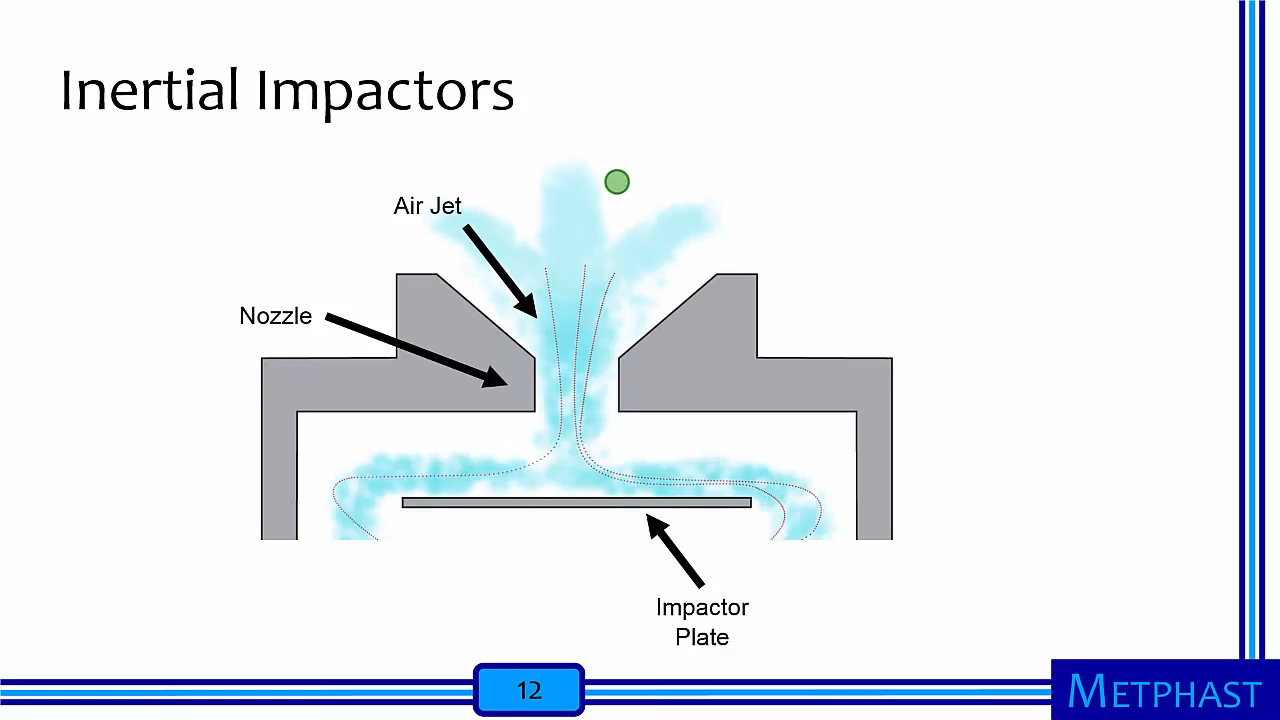 Inertial Impactors
Air Jet
Nozzle
Impactor
Plate
12
METPHAST